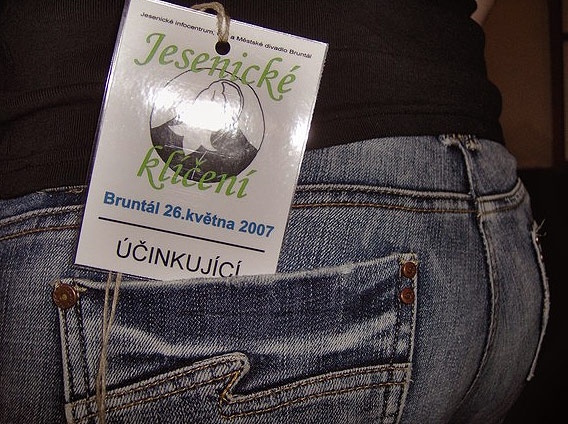 Jesenické infocentrum, a Městské divadlo Bruntál
Jesenické
klíčení
Bruntál 26.května 2007
ÚČINKUJÍCÍ